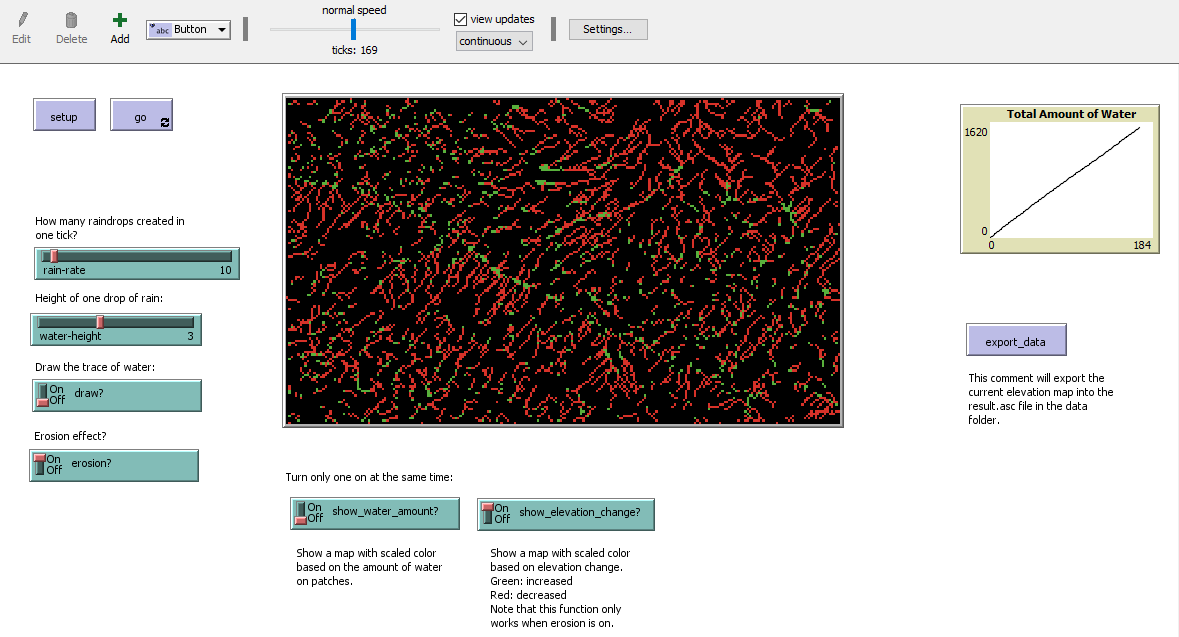 Edit
Delete
Add
abc Button
normal speed
ticks: 169
view updates
continuous
Settings...
setup
go
How many raindrops created in
one tick?
rain-rate 10
Height of one drop of rain:
water-height 3
Draw the trace of water:
On
Off
draw?
Erosion effect?
On
Off
erosion?
Total Amount of Water
1620
0
0 184
export_data
This comment will export the
current elevation map into the
result.asc file in the data
folder.
Turn only one on at the same time:
On
Off
show_water_amount?
On
Off
show_elevation_change?
Show a map with scaled color
based on the amount of water
on patches.
Show a map with scaled color
based on elevation change.
Green: increased
Red: decreased
Note that this function only
works when erosion is on.